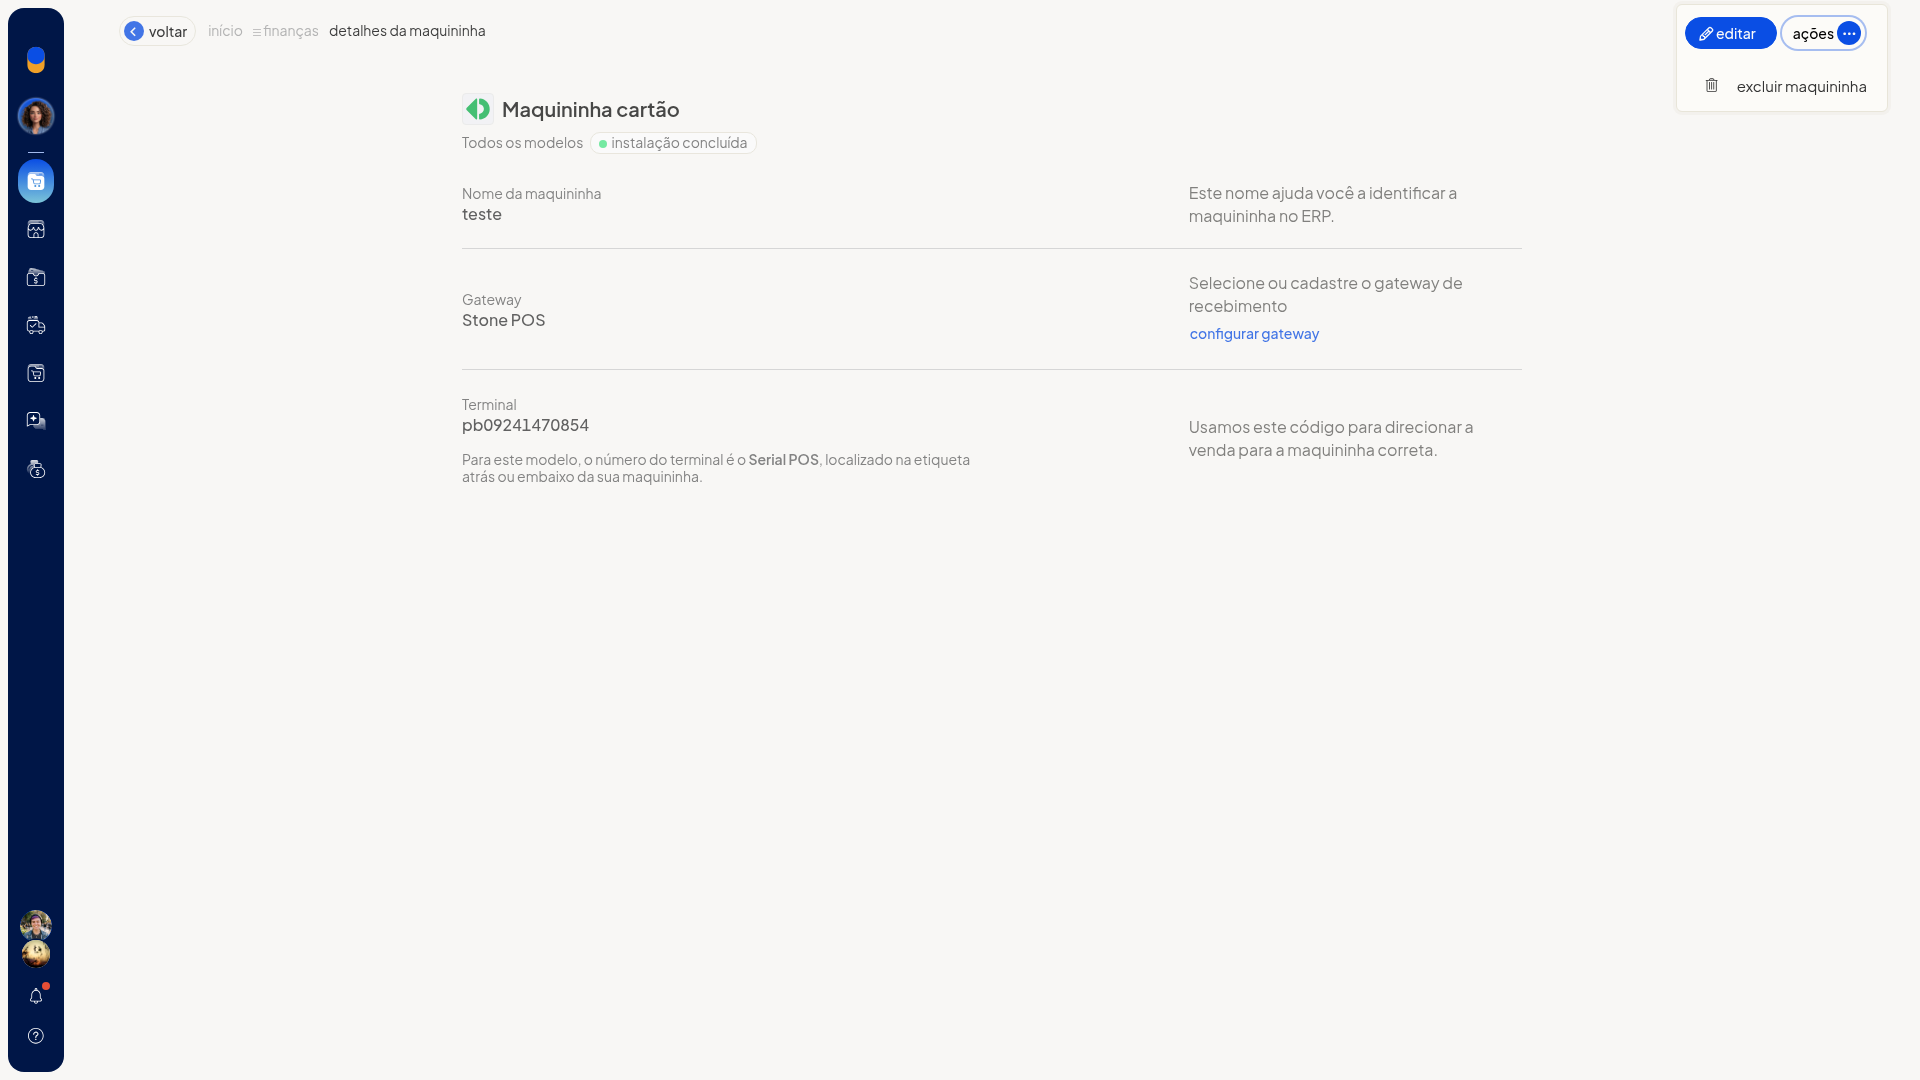 voltar
início
finanças
detalhes da maquininha
editar
ações
excluir maquininha
Maquininha cartão
Todos os modelos
instalação concluída
Nome da maquininha
teste
Este nome ajuda você a identificar a
maquininha no ERP.
Gateway
Stone POS
Selecione ou cadastre o gateway de
recebimento
configurar gateway
Terminal
pb09241470854
Para este modelo, o número do terminal é o Serial POS, localizado na etiqueta
atrás ou embaixo da sua maquininha.
Usamos este código para direcionar a
venda para a maquininha correta.